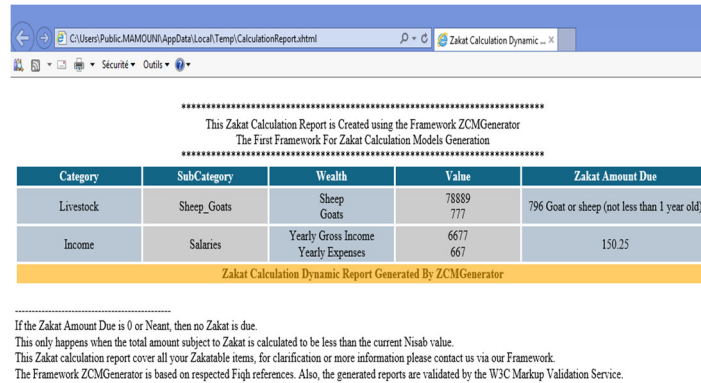 C:\Users\Public.MAMOUNI\AppData\Local\Temp\CalculationReport.xhtml
Zakat Calculation Dynamic ... ×
Sécurité Outils
******************************************************************************
This Zakat Calculation Report is Created using the Framework ZCMGenerator
The First Framework For Zakat Calculation Models Generation
******************************************************************************
Category SubCategory Wealth Value Zakat Amount Due
Livestock Sheep_Goats Sheep 78889 796 Goat or sheep (not less than 1 year old)
Goats 777
Income Salaries Yearly Gross Income 6677 150.25
Yearly Expenses 667
Zakat Calculation Dynamic Report Generated By ZCMGenerator
-----------------------------------------------
If the Zakat Amount Due is 0 or Neant, then no Zakat is due.
This only happens when the total amount subject to Zakat is calculated to be less than the current Nisab value.
This Zakat calculation report cover all your Zakatable items, for clarification or more information please contact us via our Framework.
The Framework ZCMGenerator is based on respected Fiqh references. Also, the generated reports are validated by the W3C Markup Validation Service.